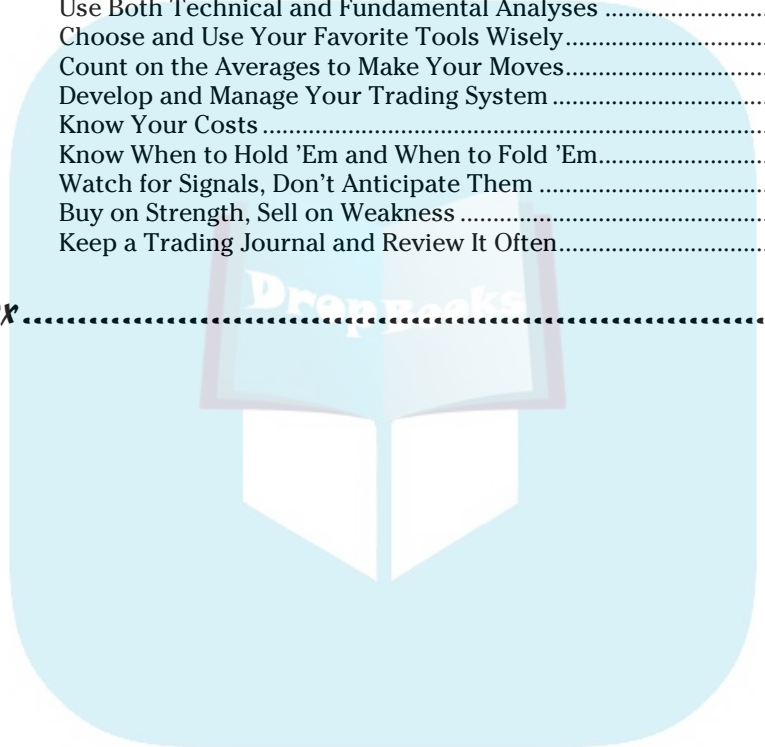 Use Both Technical and Fundamental Analyses ........................
Choose and Use Your Favorite Tools Wisely..............................
Count on the Averages to Make Your Moves..............................
Develop and Manage Your Trading System ................................
Know Your Costs ............................................................................
Know When to Hold ’Em and When to Fold ’Em.........................
Watch for Signals, Don’t Anticipate Them ..................................
Buy on Strength, Sell on Weakness ..............................................
Keep a Trading Journal and Review It Often...............................
x...............................................................................
DropBooks